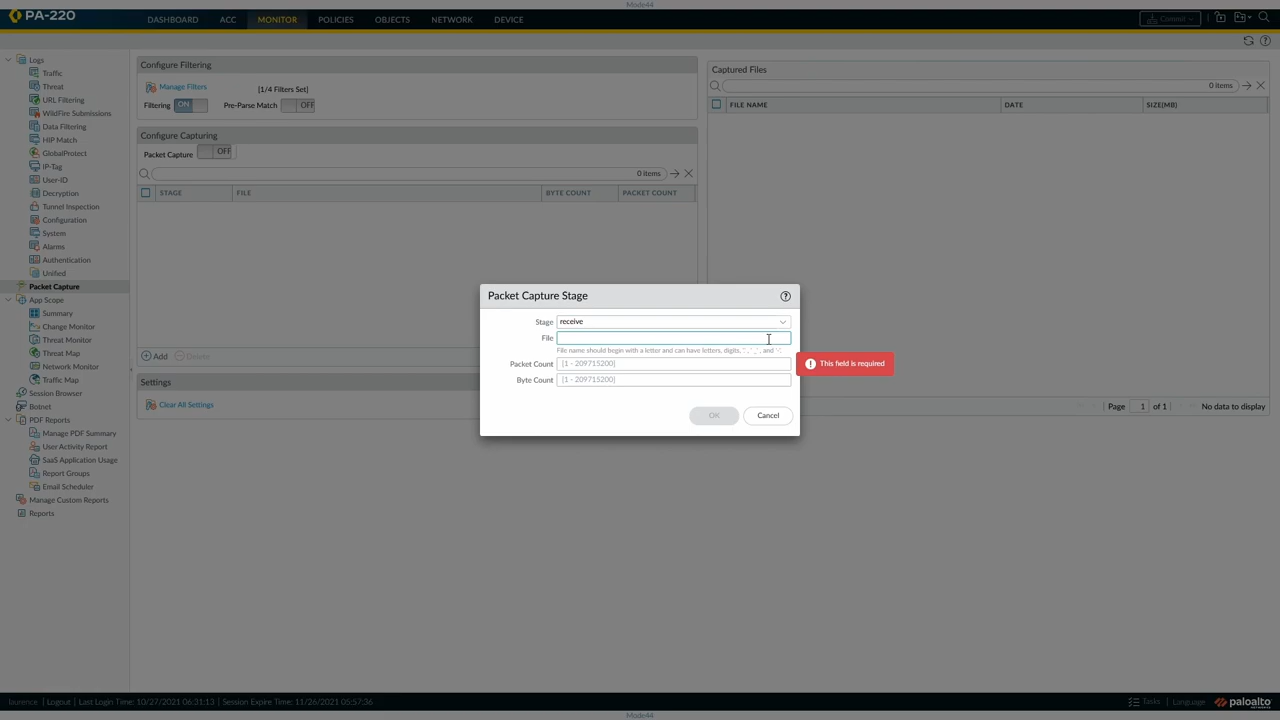 Mode44
PA-220
DASHBOARD ACC MONITOR POLICIES OBJECTS NETWORK DEVICE
Commit
Logs
Traffic
Threat
URL Filtering
WildFire Submissions
Data Filtering
HIP Match
GlobalProtect
IP-Tag
User-ID
Decryption
Tunnel Inspection
Configuration
System
Alarms
Authentication
Unified
Packet Capture
App Scope
Summary
Change Monitor
Threat Monitor
Threat Map
Network Monitor
Traffic Map
Session Browser
Botnet
PDF Reports
Manage PDF Summary
User Activity Report
SaaS Application Usage
Report Groups
Email Scheduler
Manage Custom Reports
Reports
Configure Filtering
Manage Filters [1/4 Filters Set]
Filtering ON Pre-Parse Match OFF
Configure Capturing
Packet Capture OFF
0 items
STAGE FILE BYTE COUNT PACKET COUNT
Add Delete
Settings
Clear All Settings
Captured Files
0 items
FILE NAME DATE SIZE(MB)
Page 1 of 1 No data to display
Packet Capture Stage
Stage receive
File
File name should begin with a letter and can have letters, digits, '.', '_', and '-'.
Packet Count [1 - 209715200]
Byte Count [1 - 209715200]
This field is required
OK Cancel
laurence | Logout | Last Login Time: 10/27/2021 06:31:13 | Session Expire Time: 11/26/2021 05:57:36
Tasks | Language paloalto
NETWORKS
Mode44